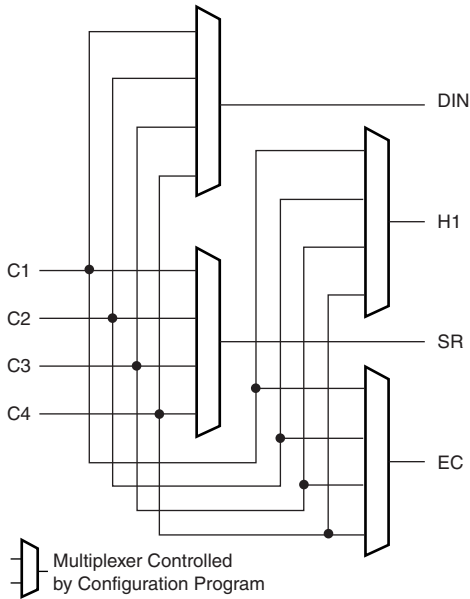 DIN
H1
C1
C2
SR
C3
C4
EC
Multiplexer Controlled
by Configuration Program